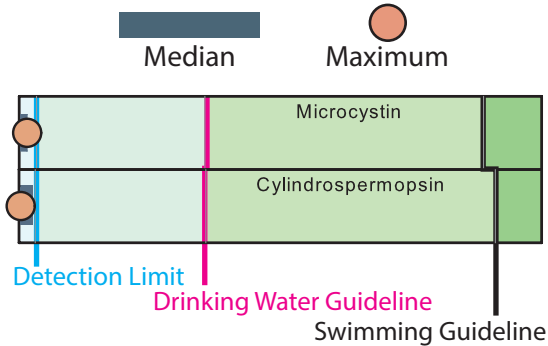 Median
Maximum
Microcystin
Cylindrospermopsin
Detection Limit
Drinking Water Guideline
Swimming Guideline